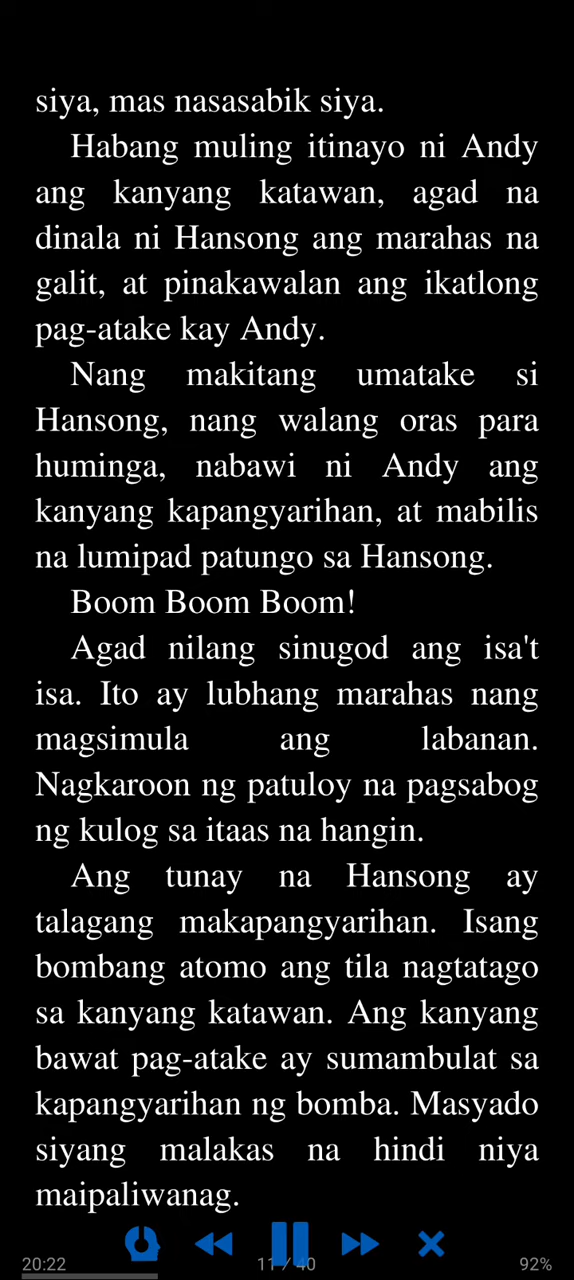 siya, mas nasasabik siya.
Habang muling itinayo ni Andy
ang kanyang katawan, agad na
dinala ni Hansong ang marahas na
galit, at pinakawalan ang ikatlong
pag-atake kay Andy.
Nang makitang umatake si
Hansong, nang walang oras para
huminga, nabawi ni Andy ang
kanyang kapangyarihan, at mabilis
na lumipad patungo sa Hansong.
Boom Boom Boom!
Agad nilang sinugod ang isa't
isa. Ito ay lubhang marahas nang
magsimula ang labanan.
Nagkaroon ng patuloy na pagsabog
ng kulog sa itaas na hangin.
Ang tunay na Hansong ay
talagang makapangyarihan. Isang
bombang atomo ang tila nagtatago
sa kanyang katawan. Ang kanyang
bawat pag-atake ay sumambulat sa
kapangyarihan ng bomba. Masyado
siyang malakas na hindi niya
maipaliwanag.
20:22 11 / 40 92%